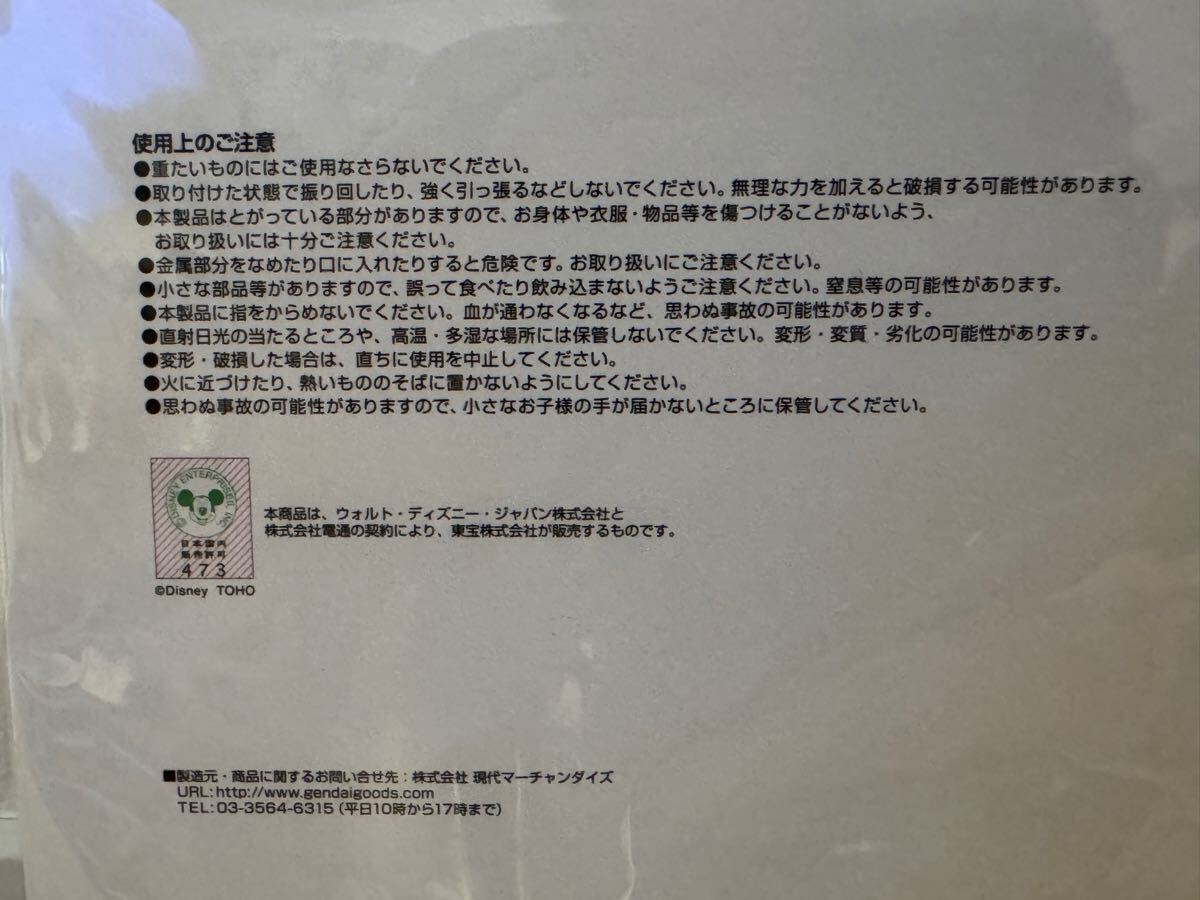 使用上のご注意
●重たいものにはご使用なさらないでください。
●取り付けた状態で振り回したり、強く引っ張るなどしないでください。無理な力を加えると破損する可能性があります。
●本製品はとがっている部分がありますので、お身体や衣服・物品等を傷つけることがないよう、
お取り扱いには十分ご注意ください。
●金属部分をなめたり口に入れたりすると危険です。お取り扱いにご注意ください。
●小さな部品等がありますので、誤って食べたり飲み込まないようご注意ください。窒息等の可能性があります。
●本製品に指をからめないでください。血が通わなくなるなど、思わぬ事故の可能性があります。
●直射日光の当たるところや、高温・多湿な場所には保管しないでください。変形・変質・劣化の可能性があります。
●変形・破損した場合は、直ちに使用を中止してください。
●火に近づけたり、熱いもののそばに置かないようにしてください。
●思わぬ事故の可能性がありますので、小さなお子様の手が届かないところに保管してください。
©DISNEY ENTERPRISES, INC.
日本国内
販売許可
473
©Disney TOHO
本商品は、ウォルト・ディズニー・ジャパン株式会社と
株式会社電通の契約により、東宝株式会社が販売するものです。
■製造元・商品に関するお問い合せ先：株式会社 現代マーチャンダイズ
URL:http://www.gendaigoods.com
TEL:03-3564-6315（平日10時から17時まで）